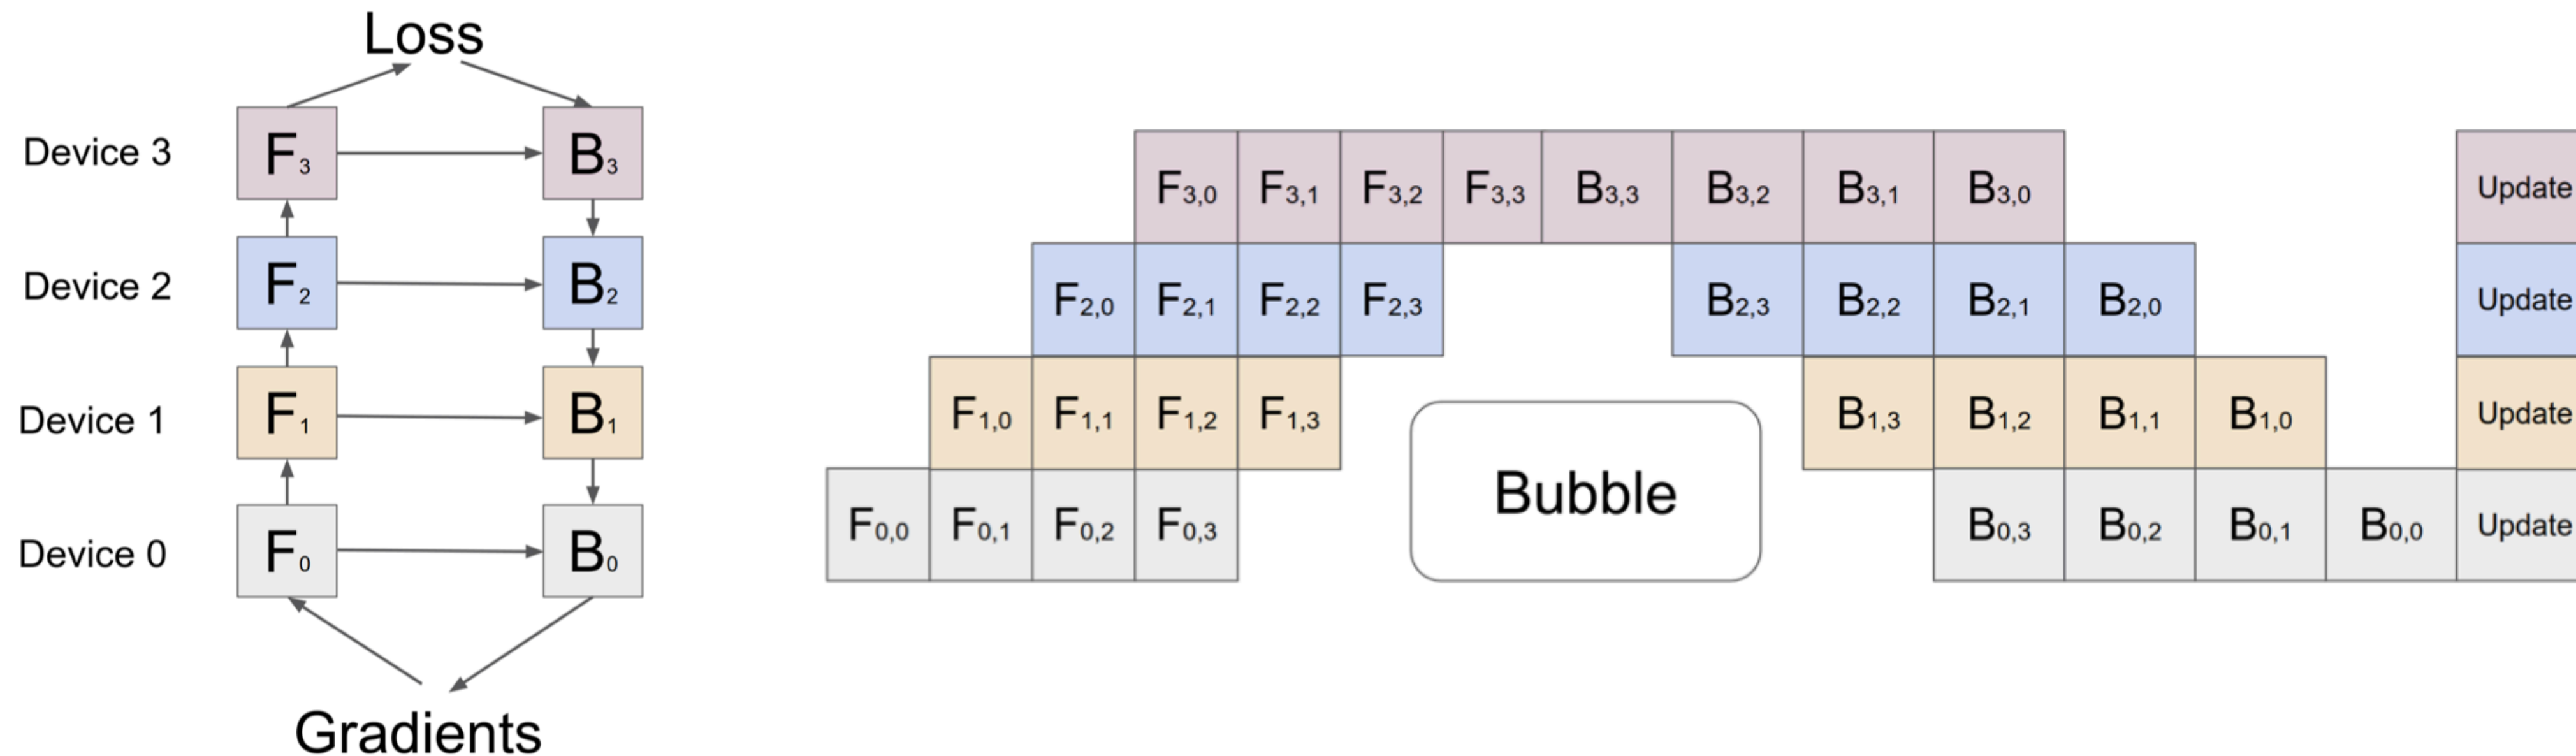 Loss
Device 3 F3 B3
Device 2 F2 B2
Device 1 F1 B1
Device 0 F0 B0
Gradients
F3,0 F3,1 F3,2 F3,3 B3,3 B3,2 B3,1 B3,0 Update
F2,0 F2,1 F2,2 F2,3 B2,3 B2,2 B2,1 B2,0 Update
F1,0 F1,1 F1,2 F1,3 B1,3 B1,2 B1,1 B1,0 Update
Bubble
F0,0 F0,1 F0,2 F0,3 B0,3 B0,2 B0,1 B0,0 Update